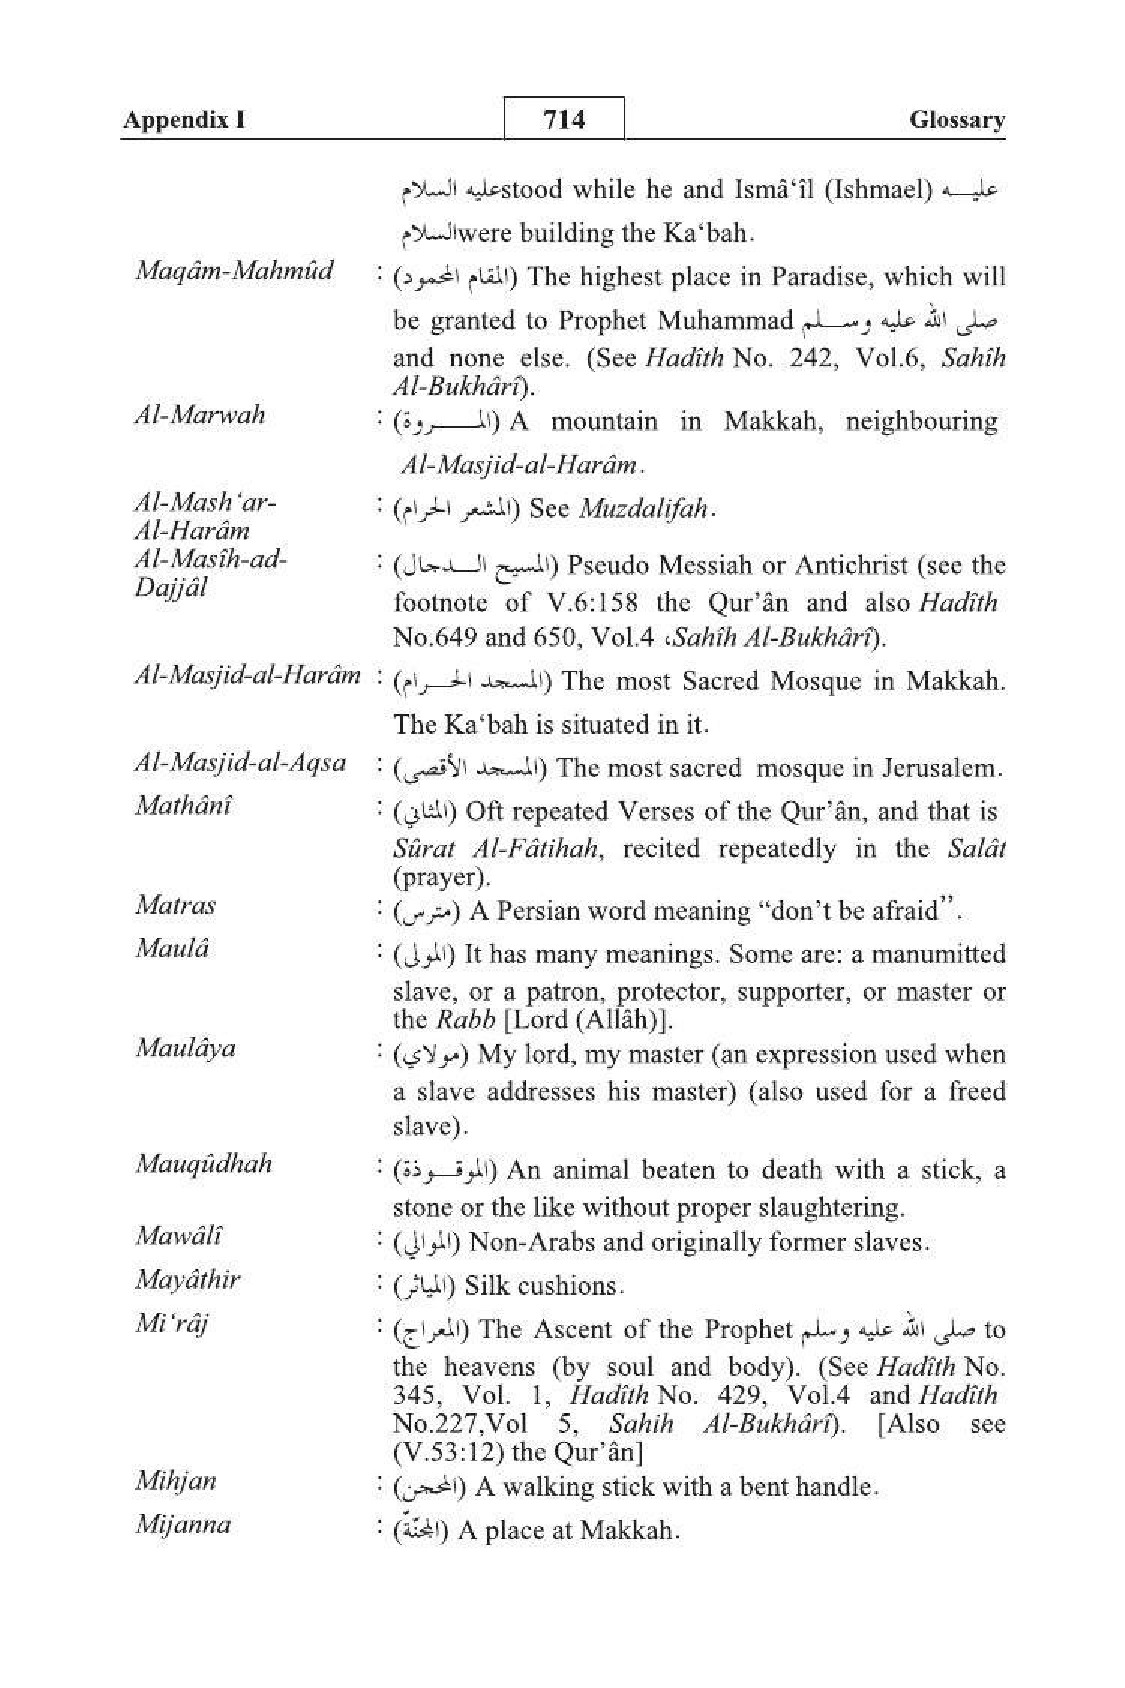 Appendix I 714 Glossary
عليه السلام stood while he and Ismâ‘îl (Ishmael) عليه
السلام were building the Ka‘bah.
Maqâm-Mahmûd : (المقام المحمود) The highest place in Paradise, which will
be granted to Prophet Muhammad صلى الله عليه وسلم
and none else. (See Hadîth No. 242, Vol.6, Sahîh
Al-Bukhârî).
Al-Marwah : (المروة) A mountain in Makkah, neighbouring
Al-Masjid-al-Harâm.
Al-Mash‘ar- : (المشعر الحرام) See Muzdalifah.
Al-Harâm
Al-Masîh-ad- : (المسيح الدجال) Pseudo Messiah or Antichrist (see the
Dajjâl
footnote of V.6:158 the Qur’ân and also Hadîth
No.649 and 650, Vol.4 ،Sahîh Al-Bukhârî).
Al-Masjid-al-Harâm : (المسجد الحرام) The most Sacred Mosque in Makkah.
The Ka‘bah is situated in it.
Al-Masjid-al-Aqsa : (المسجد الأقصى) The most sacred mosque in Jerusalem.
Mathânî : (المثاني) Oft repeated Verses of the Qur’ân, and that is
Sûrat Al-Fâtihah, recited repeatedly in the Salât
(prayer).
Matras : (مترس) A Persian word meaning “don’t be afraid”.
Maulâ : (المولى) It has many meanings. Some are: a manumitted
slave, or a patron, protector, supporter, or master or
the Rabb [Lord (Allâh)].
Maulâya : (مولاي) My lord, my master (an expression used when
a slave addresses his master) (also used for a freed
slave).
Mauqûdhah : (الموقوذة) An animal beaten to death with a stick, a
stone or the like without proper slaughtering.
Mawâlî : (الموالي) Non-Arabs and originally former slaves.
Mayâthir : (المياثر) Silk cushions.
Mi‘râj : (المعراج) The Ascent of the Prophet صلى الله عليه وسلم to
the heavens (by soul and body). (See Hadîth No.
345, Vol. 1, Hadîth No. 429, Vol.4 and Hadîth
No.227,Vol 5, Sahih Al-Bukhârî). [Also see
(V.53:12) the Qur’ân]
Mihjan : (المحجن) A walking stick with a bent handle.
Mijanna : (المجَنّةّ) A place at Makkah.